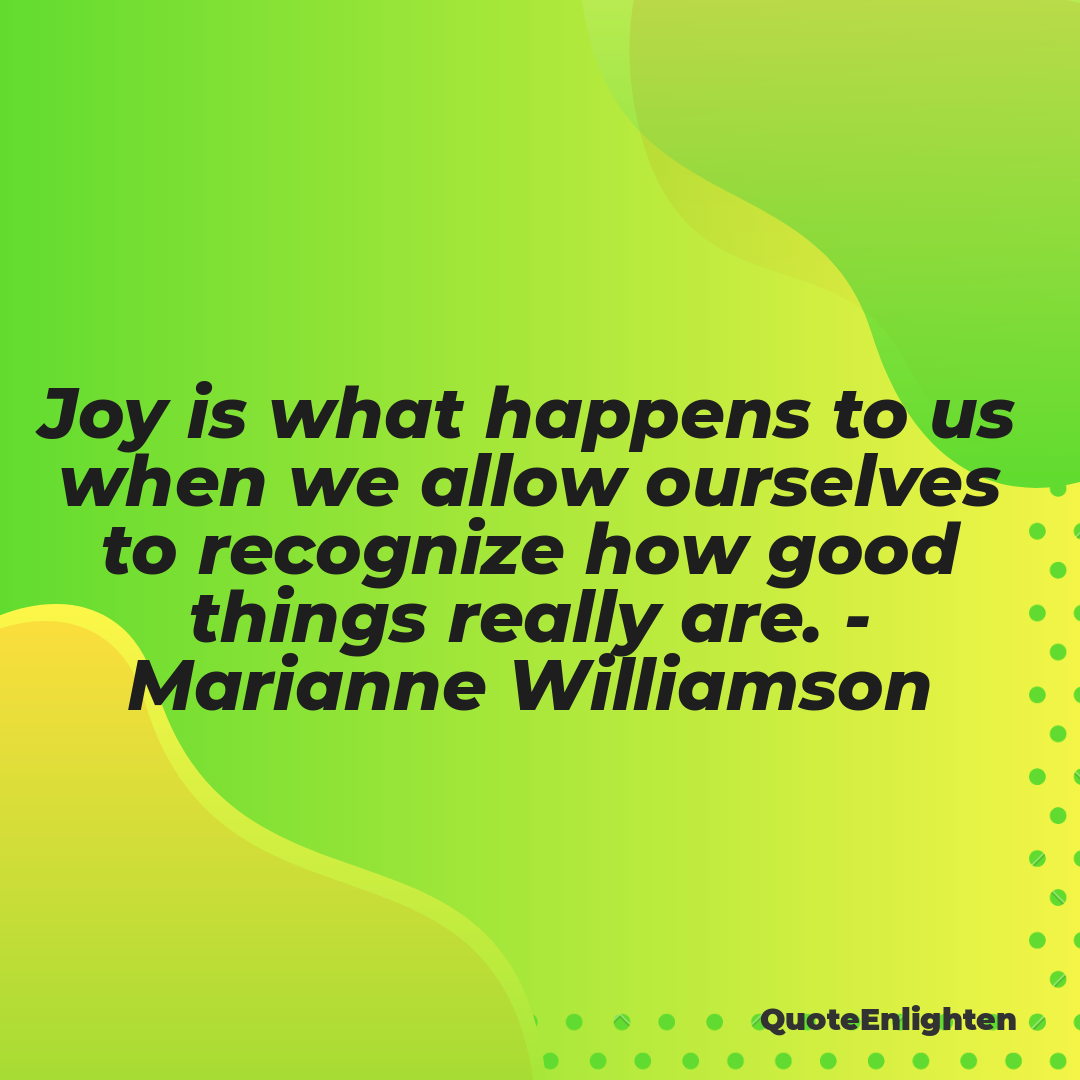 Joy is what happens to us
when we allow ourselves
to recognize how good
things really are. -
Marianne Williamson
QuoteEnlighten